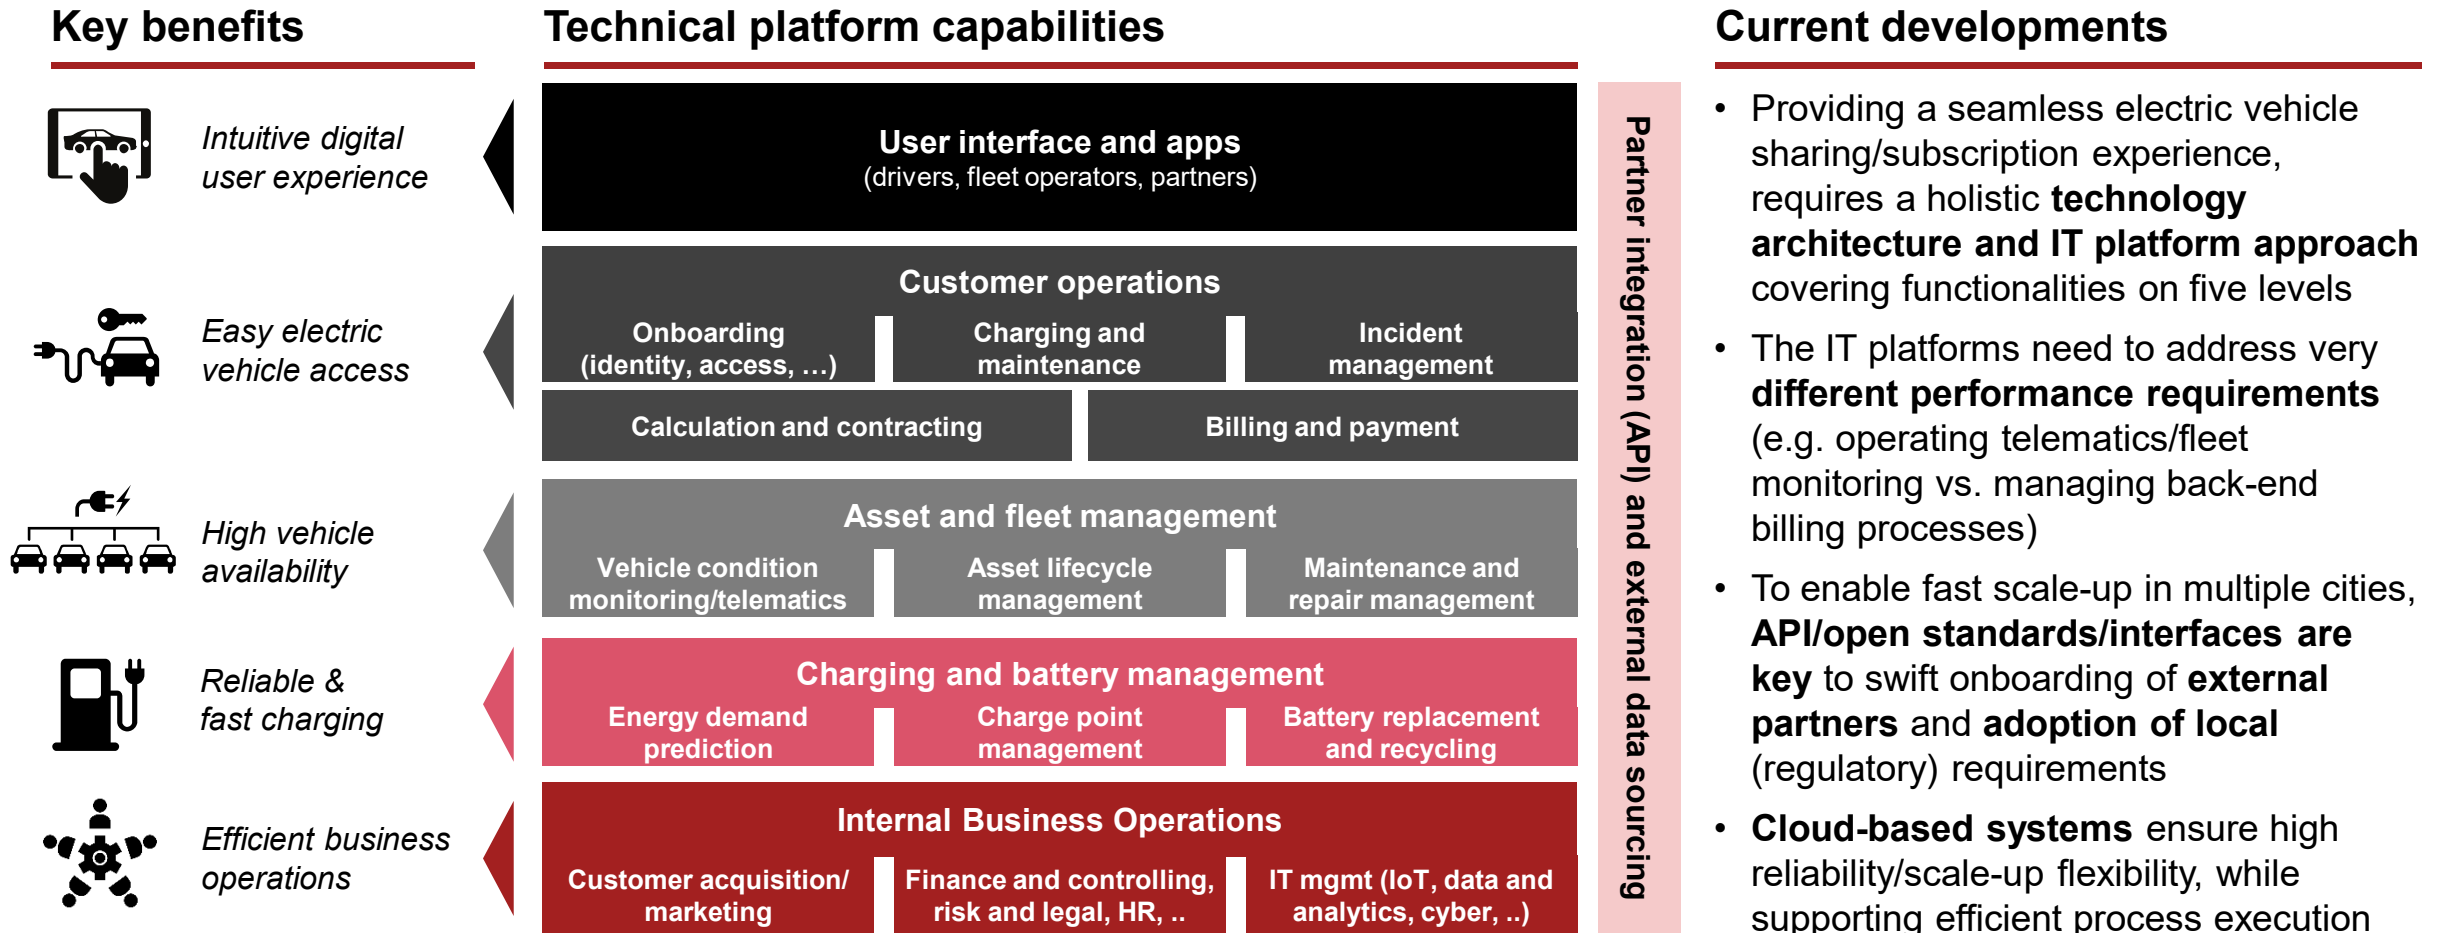 Key benefits
Intuitive digital
user experience
Easy electric
vehicle access
High vehicle
availability
Reliable &
fast charging
Efficient business
operations
Technical platform capabilities
User interface and apps
(drivers, fleet operators, partners)
Customer operations
Onboarding
(identity, access, …)
Charging and
maintenance
Incident
management
Calculation and contracting
Billing and payment
Asset and fleet management
Vehicle condition
monitoring/telematics
Asset lifecycle
management
Maintenance and
repair management
Charging and battery management
Energy demand
prediction
Charge point
management
Battery replacement
and recycling
Internal Business Operations
Customer acquisition/
marketing
Finance and controlling,
risk and legal, HR, ..
IT mgmt (IoT, data and
analytics, cyber, ..)
Partner integration (API) and external data sourcing
Current developments
• Providing a seamless electric vehicle
sharing/subscription experience,
requires a holistic technology
architecture and IT platform approach
covering functionalities on five levels
• The IT platforms need to address very
different performance requirements
(e.g. operating telematics/fleet
monitoring vs. managing back-end
billing processes)
• To enable fast scale-up in multiple cities,
API/open standards/interfaces are
key to swift onboarding of external
partners and adoption of local
(regulatory) requirements
• Cloud-based systems ensure high
reliability/scale-up flexibility, while
supporting efficient process execution